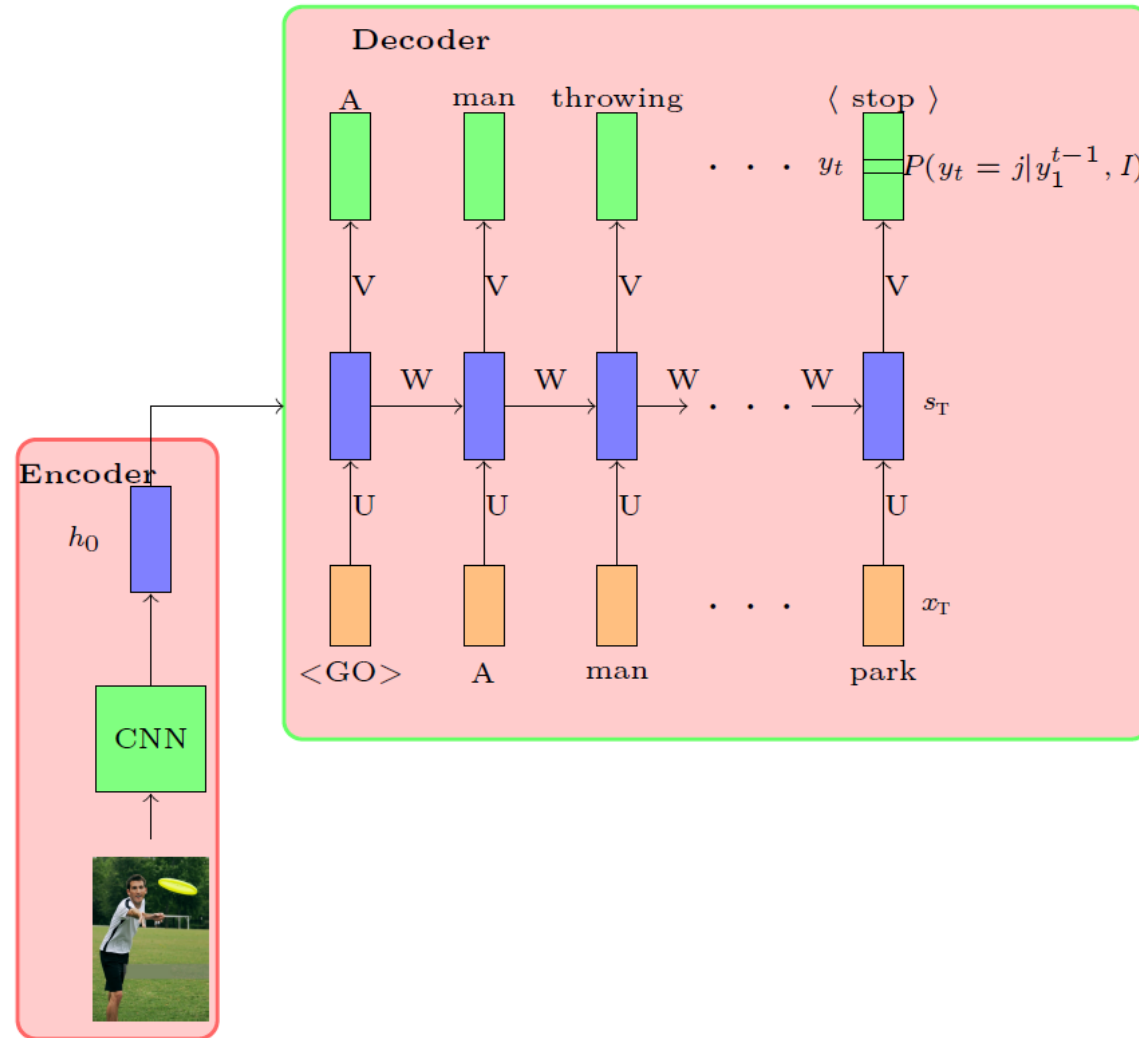 Decoder
A man throwing ⟨ stop ⟩
· · · y_t P(y_t = j|y_1^{t-1}, I)
V V V V
W W W W
· · · s_T
Encoder
U U U U
h_0
· · · x_T
<GO> A man park
CNN